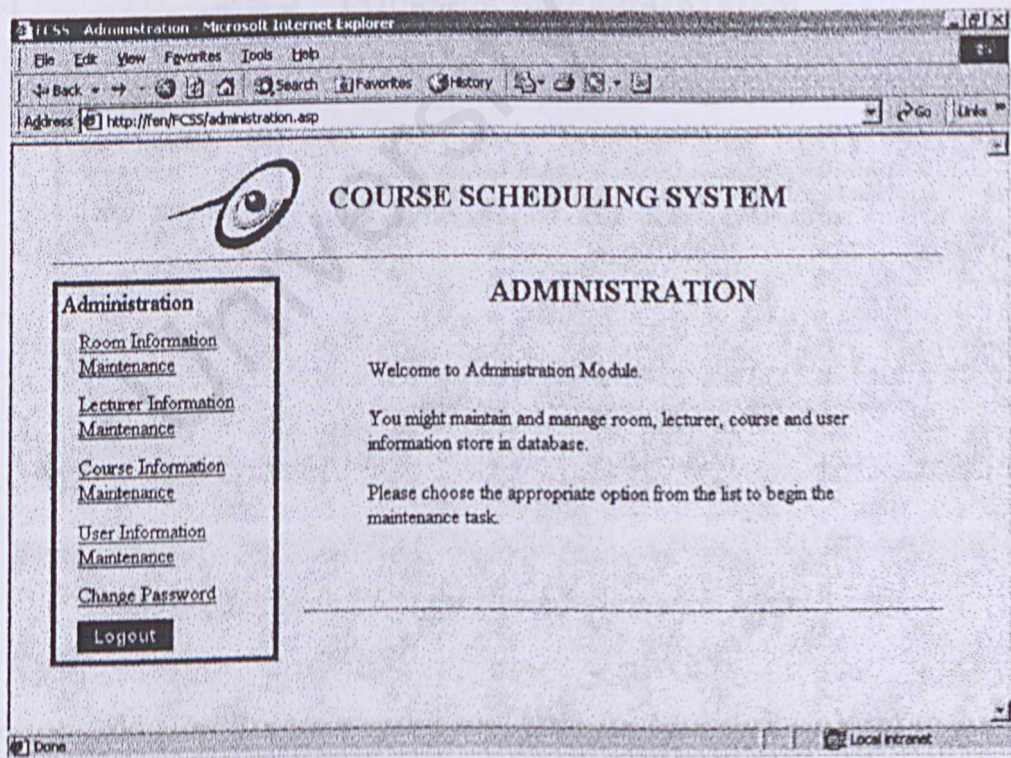 FCSS - Administration - Microsoft Internet Explorer
File Edit View Favorites Tools Help
Back Search Favorites History
Address http://fen/FCSS/administration.asp Go Links
COURSE SCHEDULING SYSTEM
Administration
Room Information
Maintenance
Lecturer Information
Maintenance
Course Information
Maintenance
User Information
Maintenance
Change Password
Logout
ADMINISTRATION
Welcome to Administration Module.
You might maintain and manage room, lecturer, course and user
information store in database.
Please choose the appropriate option from the list to begin the
maintenance task.
Done Local intranet